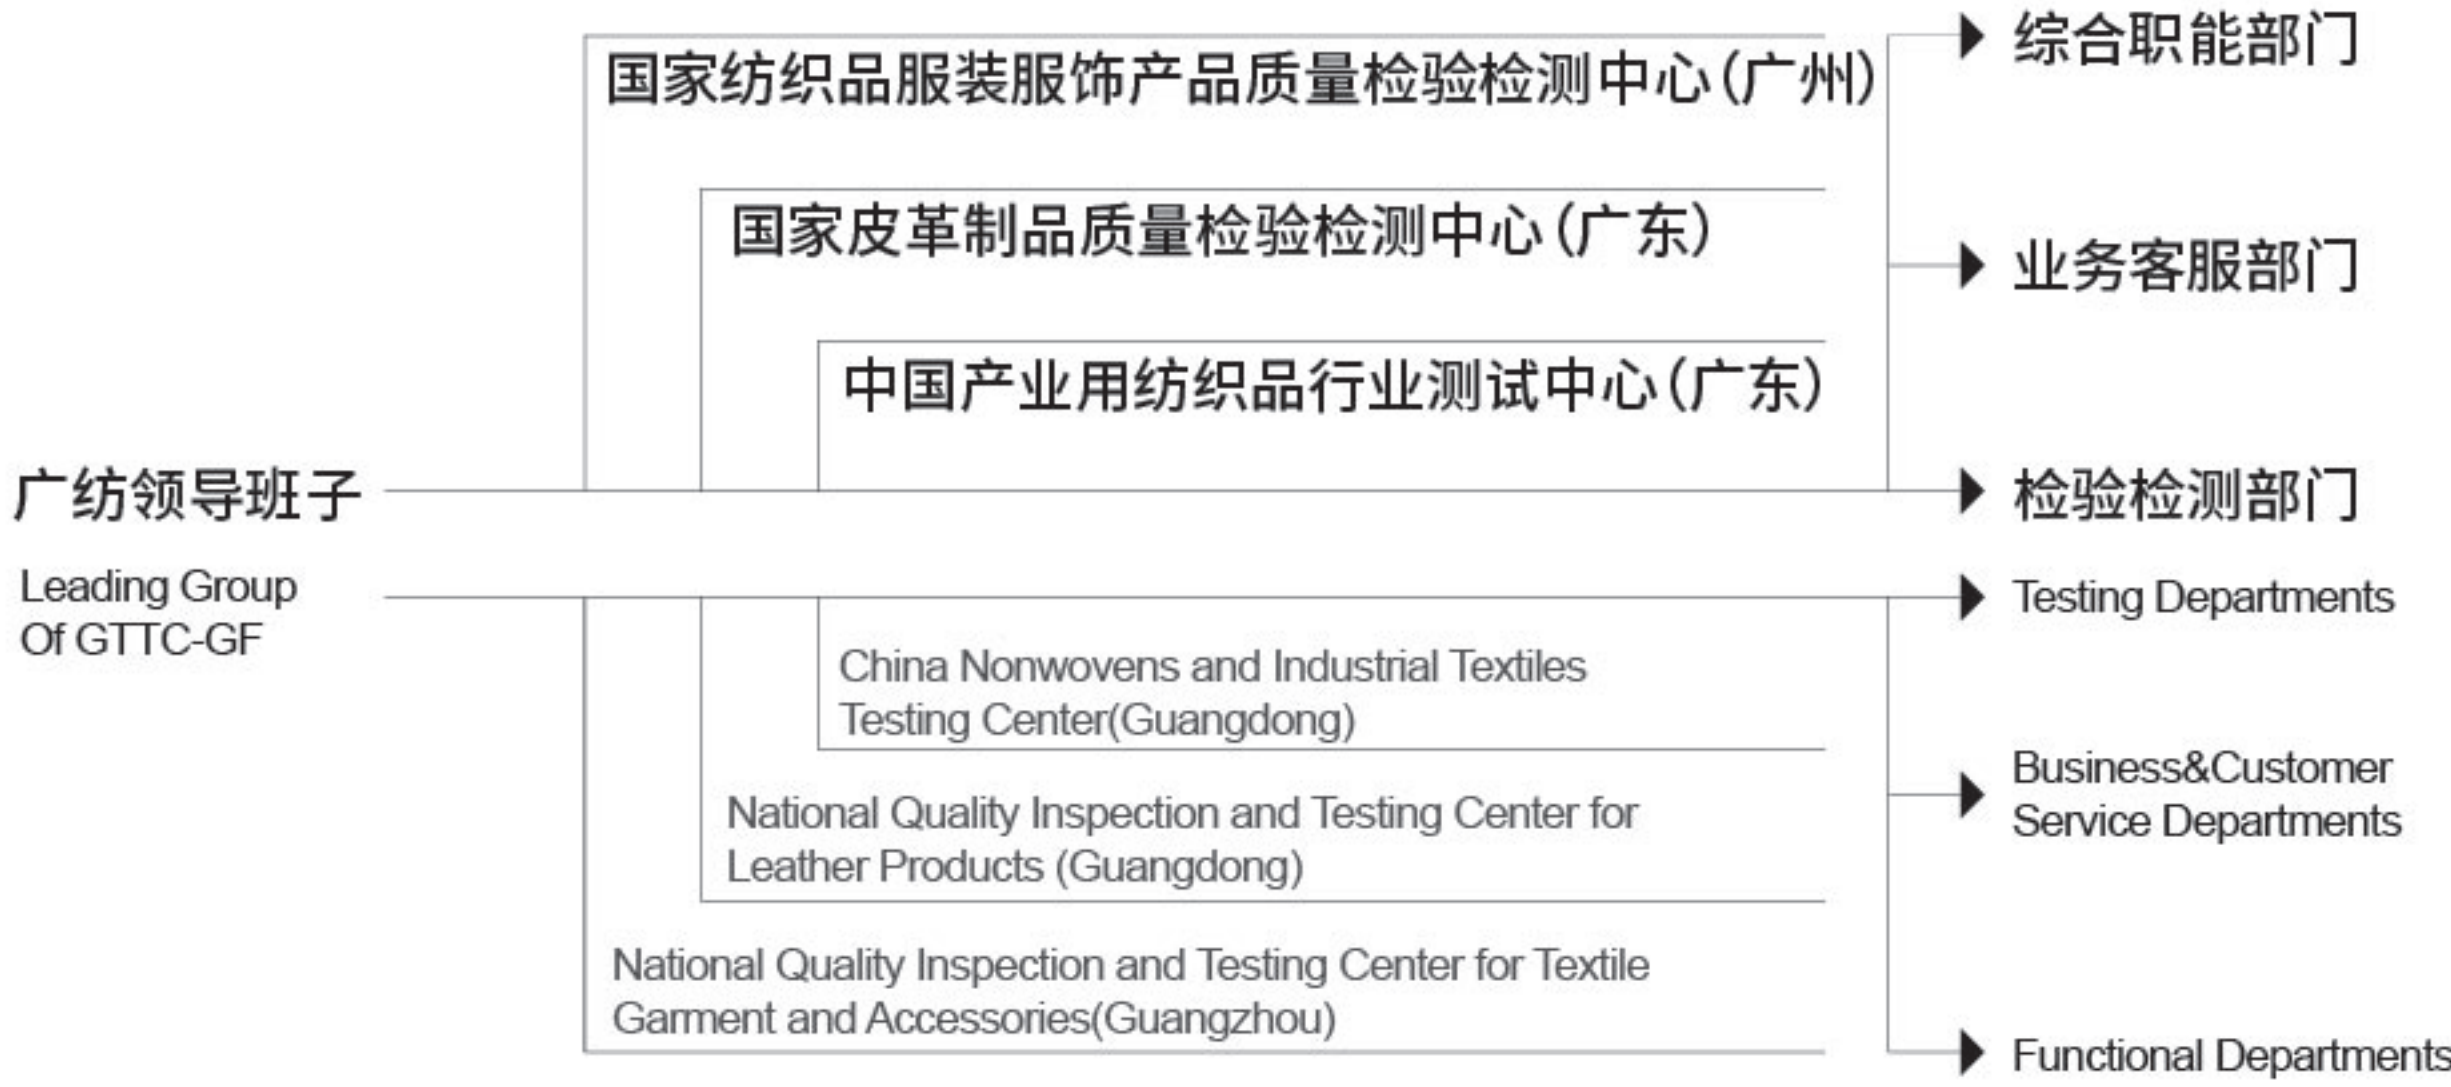 综合职能部门
国家纺织品服装服饰产品质量检验检测中心(广州)
国家皮革制品质量检验检测中心(广东)
业务客服部门
中国产业用纺织品行业测试中心(广东)
广纺领导班子
检验检测部门
Leading Group
Of GTTC-GF
Testing Departments
China Nonwovens and Industrial Textiles
Testing Center(Guangdong)
Business&Customer
Service Departments
National Quality Inspection and Testing Center for
Leather Products (Guangdong)
National Quality Inspection and Testing Center for Textile
Garment and Accessories(Guangzhou)
Functional Departments